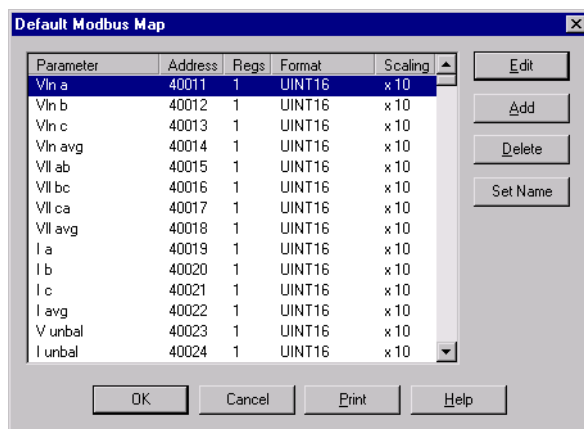 Default Modbus Map
Parameter Address Regs Format Scaling
Vln a 40011 1 UINT16 x 10
Vln b 40012 1 UINT16 x 10
Vln c 40013 1 UINT16 x 10
Vln avg 40014 1 UINT16 x 10
Vll ab 40015 1 UINT16 x 10
Vll bc 40016 1 UINT16 x 10
Vll ca 40017 1 UINT16 x 10
Vll avg 40018 1 UINT16 x 10
I a 40019 1 UINT16 x 10
I b 40020 1 UINT16 x 10
I c 40021 1 UINT16 x 10
I avg 40022 1 UINT16 x 10
V unbal 40023 1 UINT16 x 10
I unbal 40024 1 UINT16 x 10
Edit
Add
Delete
Set Name
OK Cancel Print Help